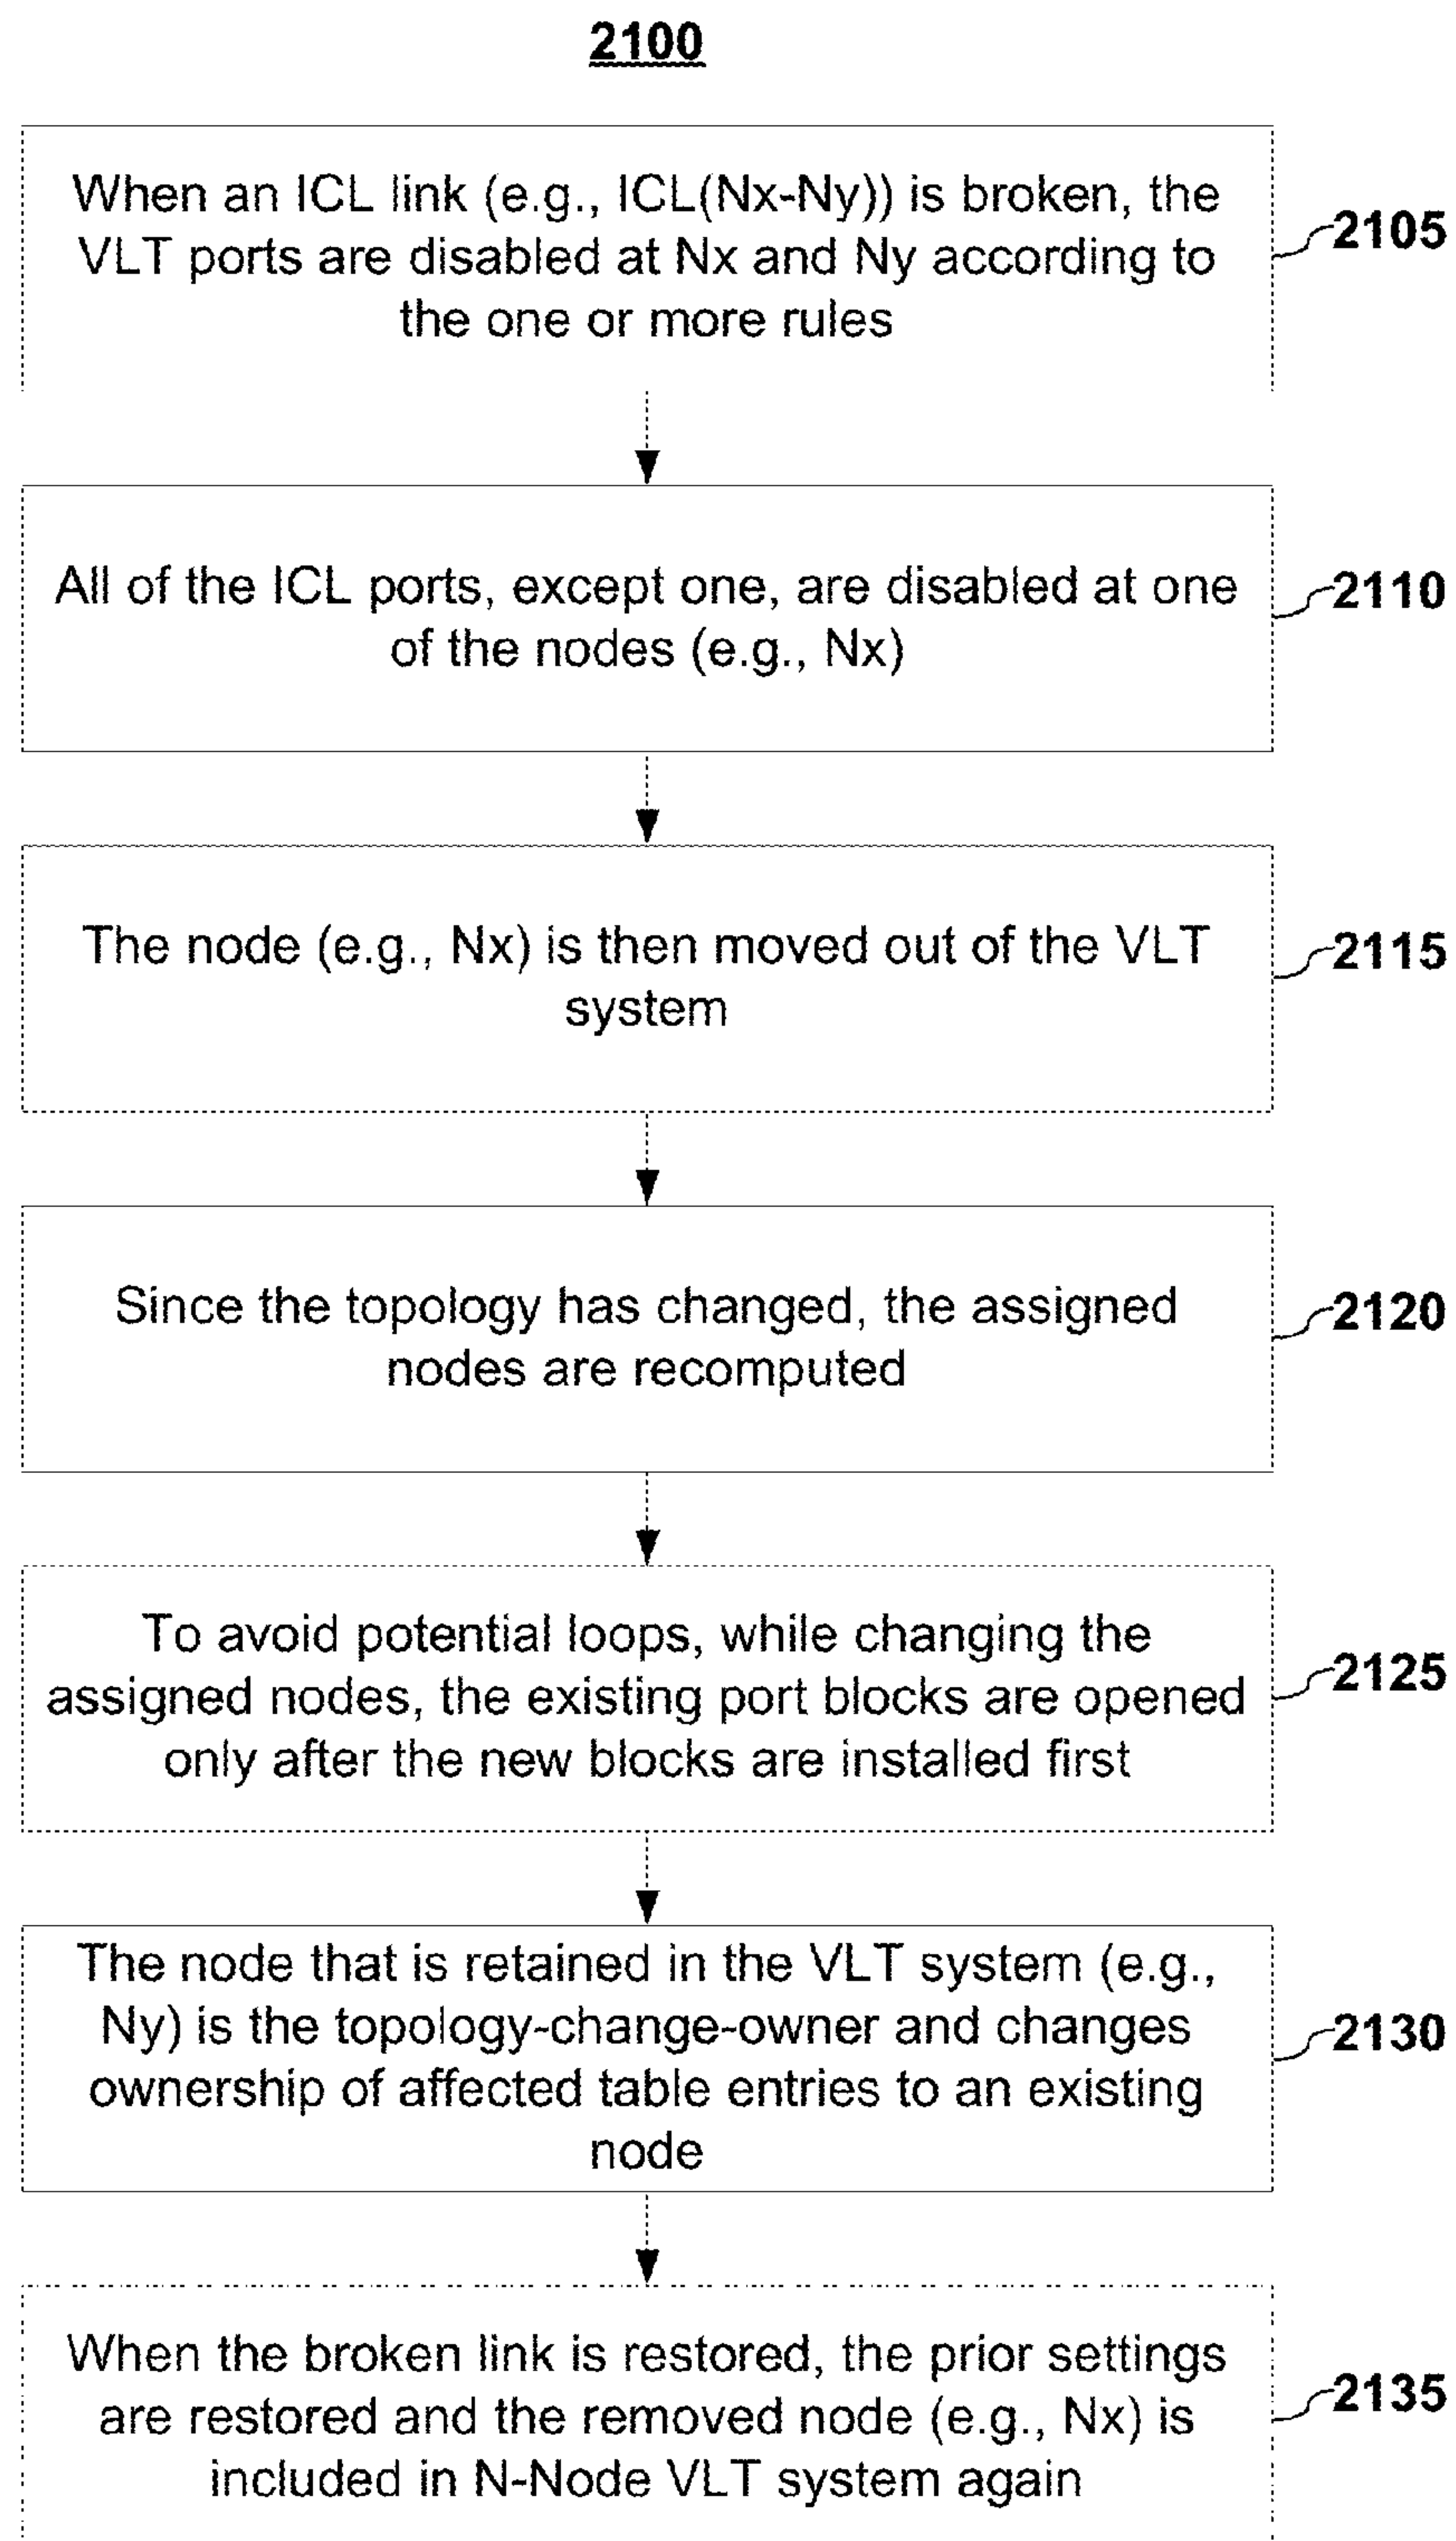 2100
When an ICL link (e.g., ICL(Nx-Ny)) is broken, the
VLT ports are disabled at Nx and Ny according to
the one or more rules
2105
All of the ICL ports, except one, are disabled at one
of the nodes (e.g., Nx)
2110
The node (e.g., Nx) is then moved out of the VLT
system
2115
Since the topology has changed, the assigned
nodes are recomputed
2120
To avoid potential loops, while changing the
assigned nodes, the existing port blocks are opened
only after the new blocks are installed first
2125
The node that is retained in the VLT system (e.g.,
Ny) is the topology-change-owner and changes
ownership of affected table entries to an existing
node
2130
When the broken link is restored, the prior settings
are restored and the removed node (e.g., Nx) is
included in N-Node VLT system again
2135